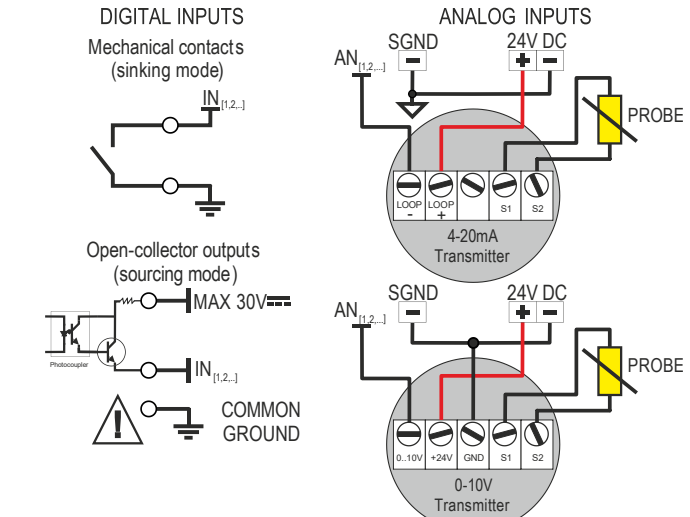 DIGITAL INPUTS
Mechanical contacts
(sinking mode)
IN[1,2,..]
Open-collector outputs
(sourcing mode)
MAX 30V
Photocoupler
IN[1,2,..]
COMMON
GROUND
ANALOG INPUTS
AN[1,2,...]
SGND
24V DC
PROBE
LOOP
-
LOOP
+
S1
S2
4-20mA
Transmitter
AN[1,2,...]
SGND
24V DC
PROBE
0..10V
+24V
GND
S1
S2
0-10V
Transmitter